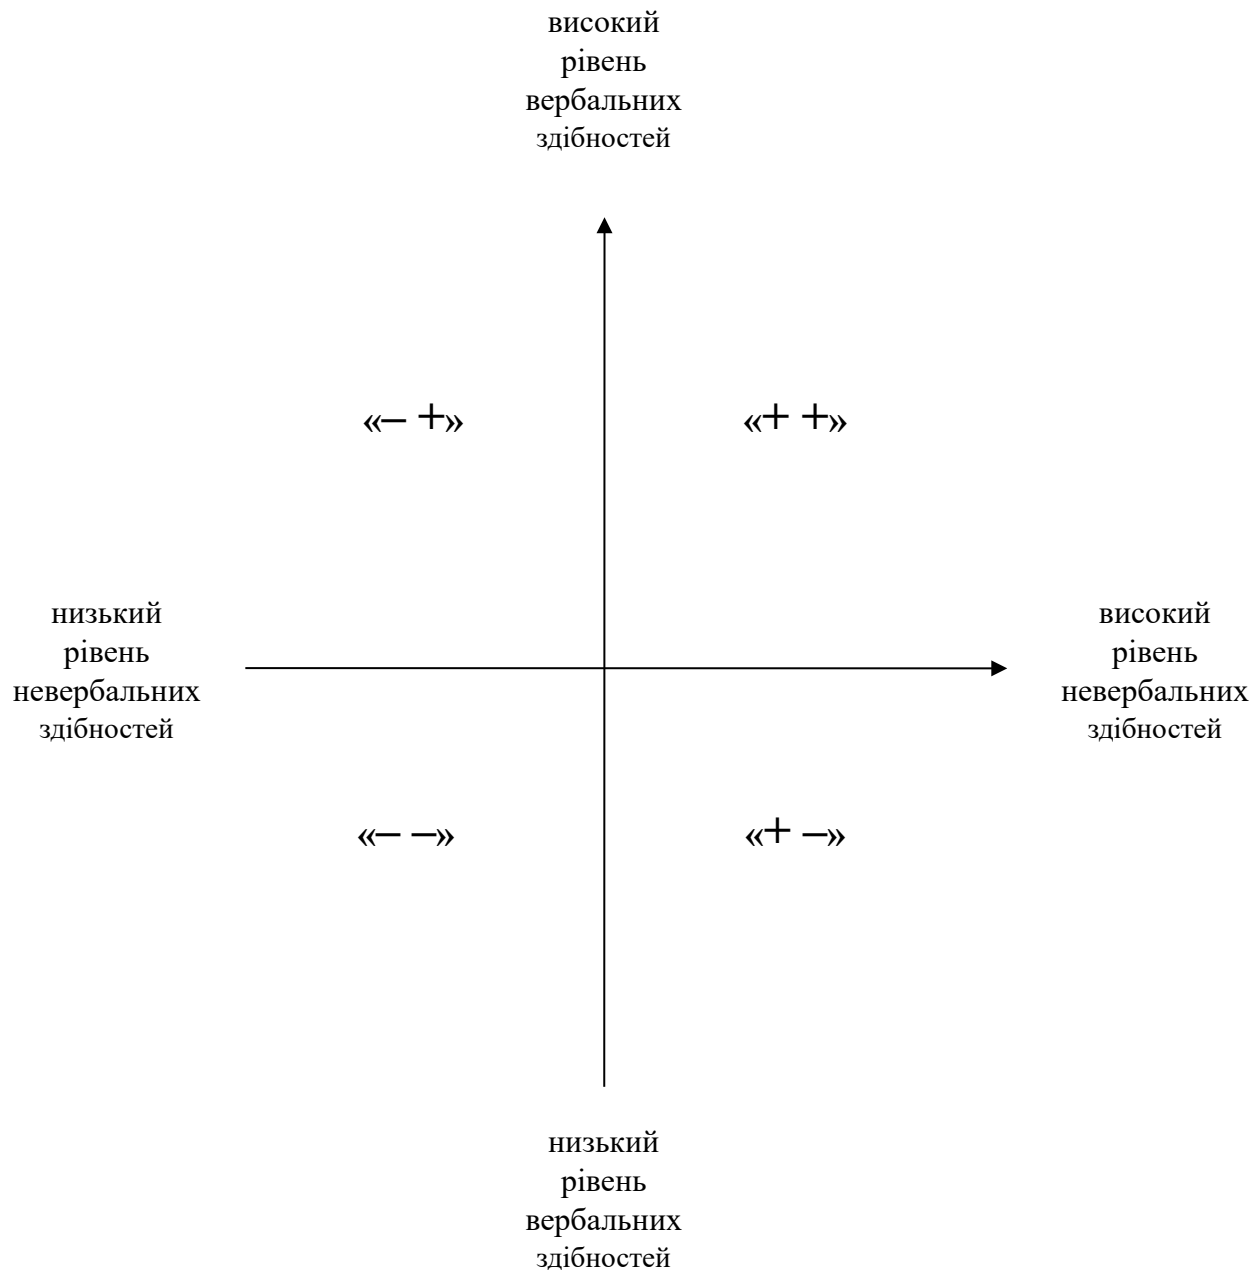 високий
рівень
вербальних
здібностей
«– +»
«+ +»
низький
рівень
невербальних
здібностей
високий
рівень
невербальних
здібностей
«– –»
«+ –»
низький
рівень
вербальних
здібностей